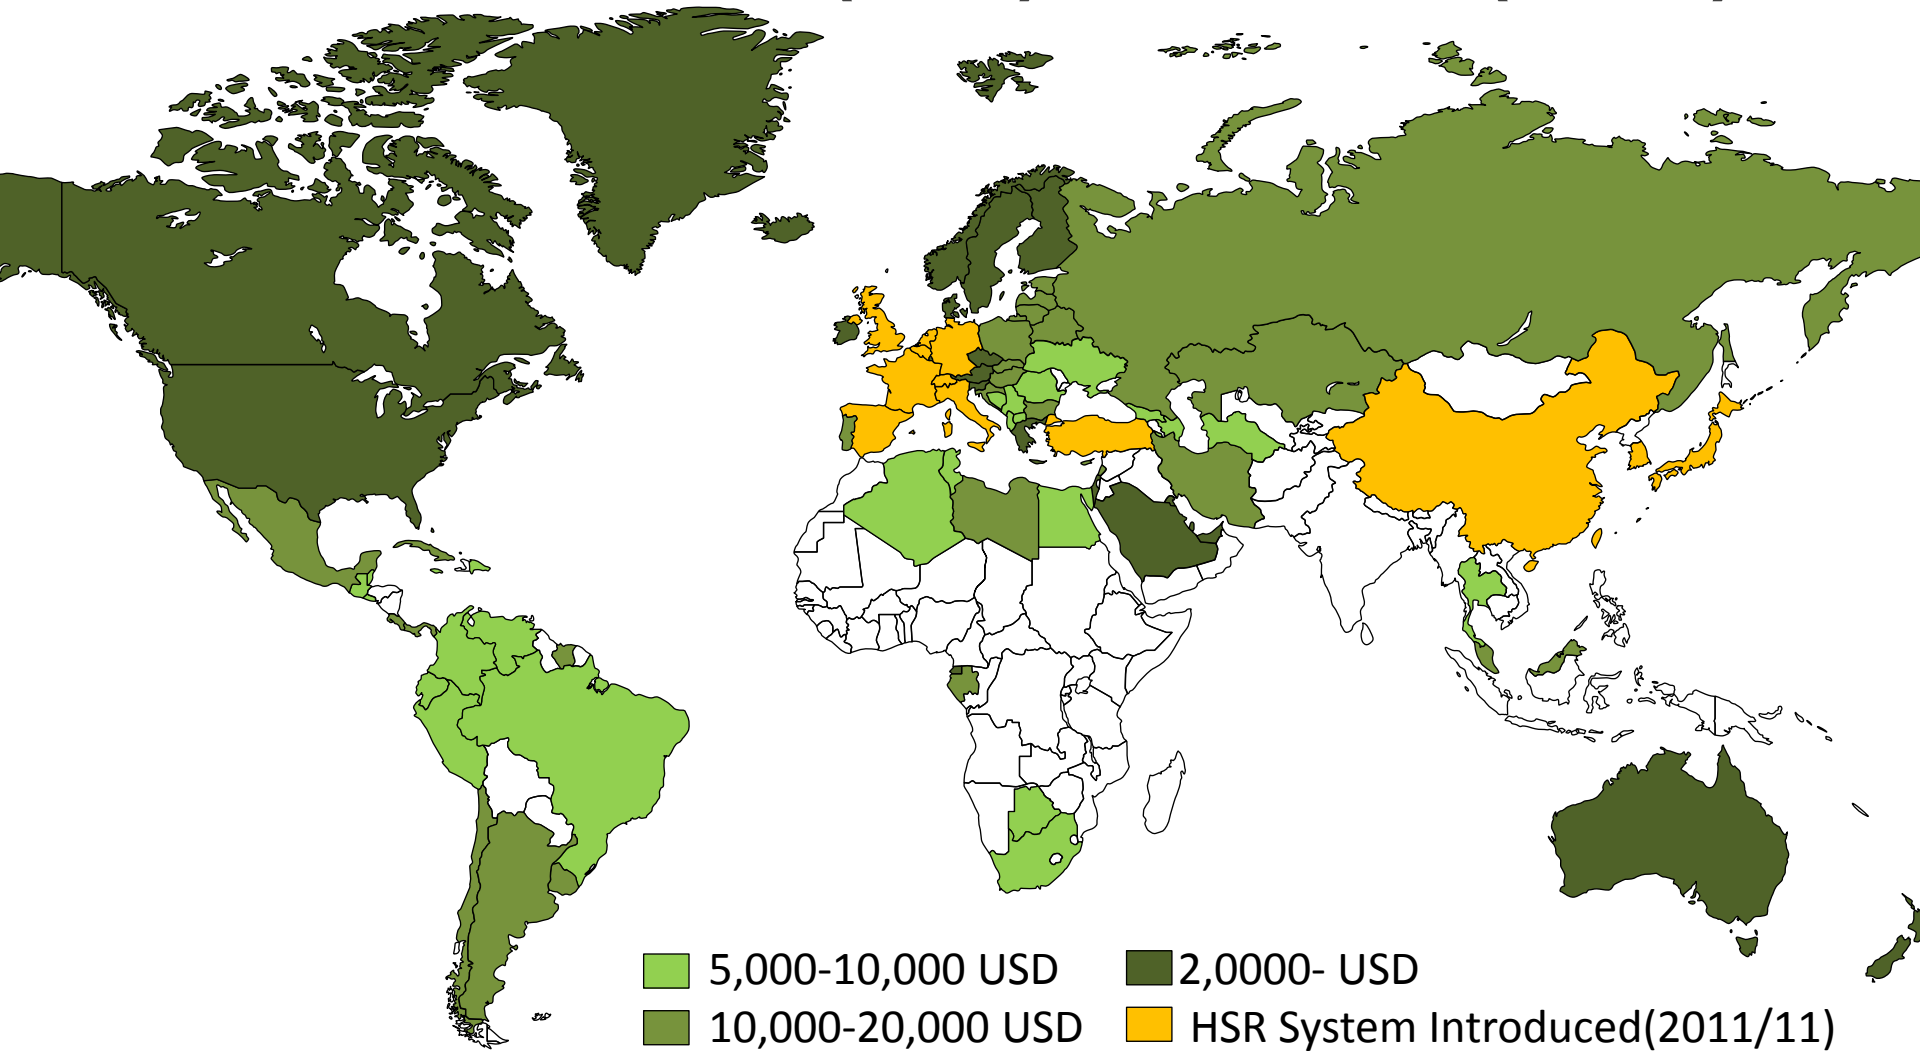 5,000-10,000 USD
2,0000- USD
10,000-20,000 USD
HSR System Introduced(2011/11)